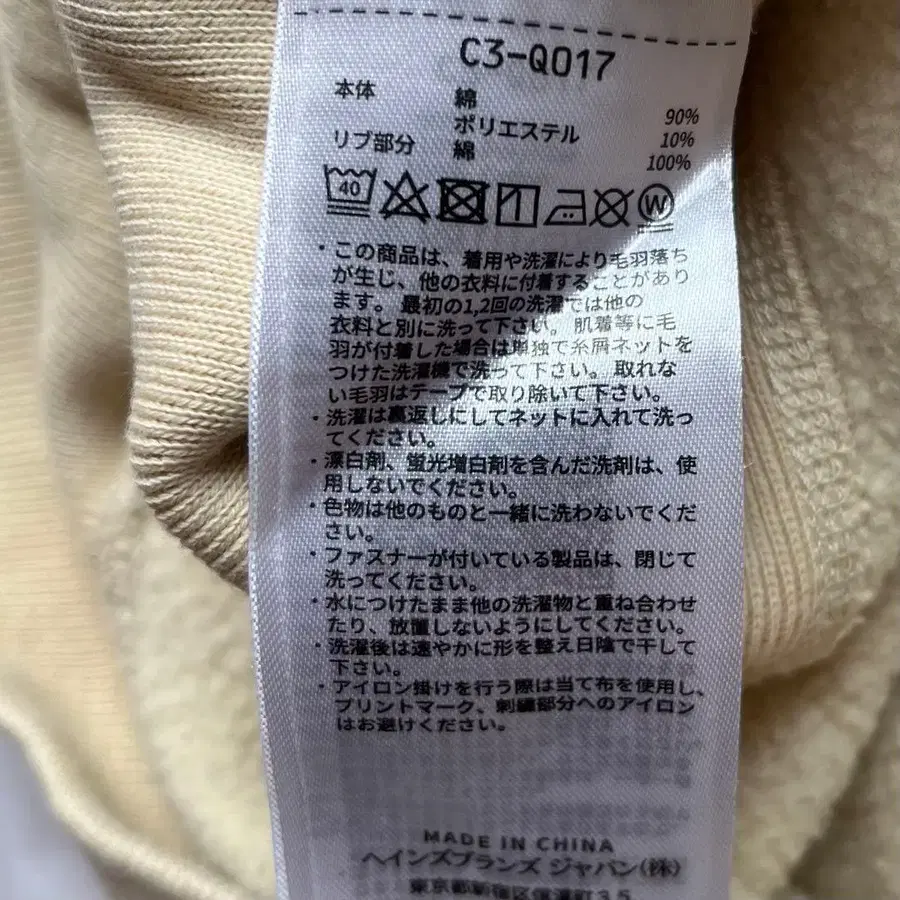 C3-Q017
本体 綿 90%
ポリエステル 10%
リブ部分 綿 100%
40 W
・この商品は、着用や洗濯により毛羽落ち
が生じ、他の衣料に付着することがあり
ます。 最初の1,2回の洗濯では他の
衣料と別に洗って下さい。 肌着等に毛
羽が付着した場合は単独で糸屑ネットを
つけた洗濯機で洗って下さい。 取れな
い毛羽はテープで取り除いて下さい。
・洗濯は裏返しにしてネットに入れて洗っ
てください。
・漂白剤、蛍光増白剤を含んだ洗剤は、使
用しないでください。
・色物は他のものと一緒に洗わないでくだ
さい。
・ファスナーが付いている製品は、閉じて
洗ってください。
・水につけたまま他の洗濯物と重ね合わせ
たり、放置しないようにしてください。
・洗濯後は速やかに形を整え日陰で干して
下さい。
・アイロン掛けを行う際は当て布を使用し、
プリントマーク、刺繍部分へのアイロン
はお避けください。
MADE IN CHINA
ヘインズブランズ ジャパン(株)
東京都新宿区信濃町35